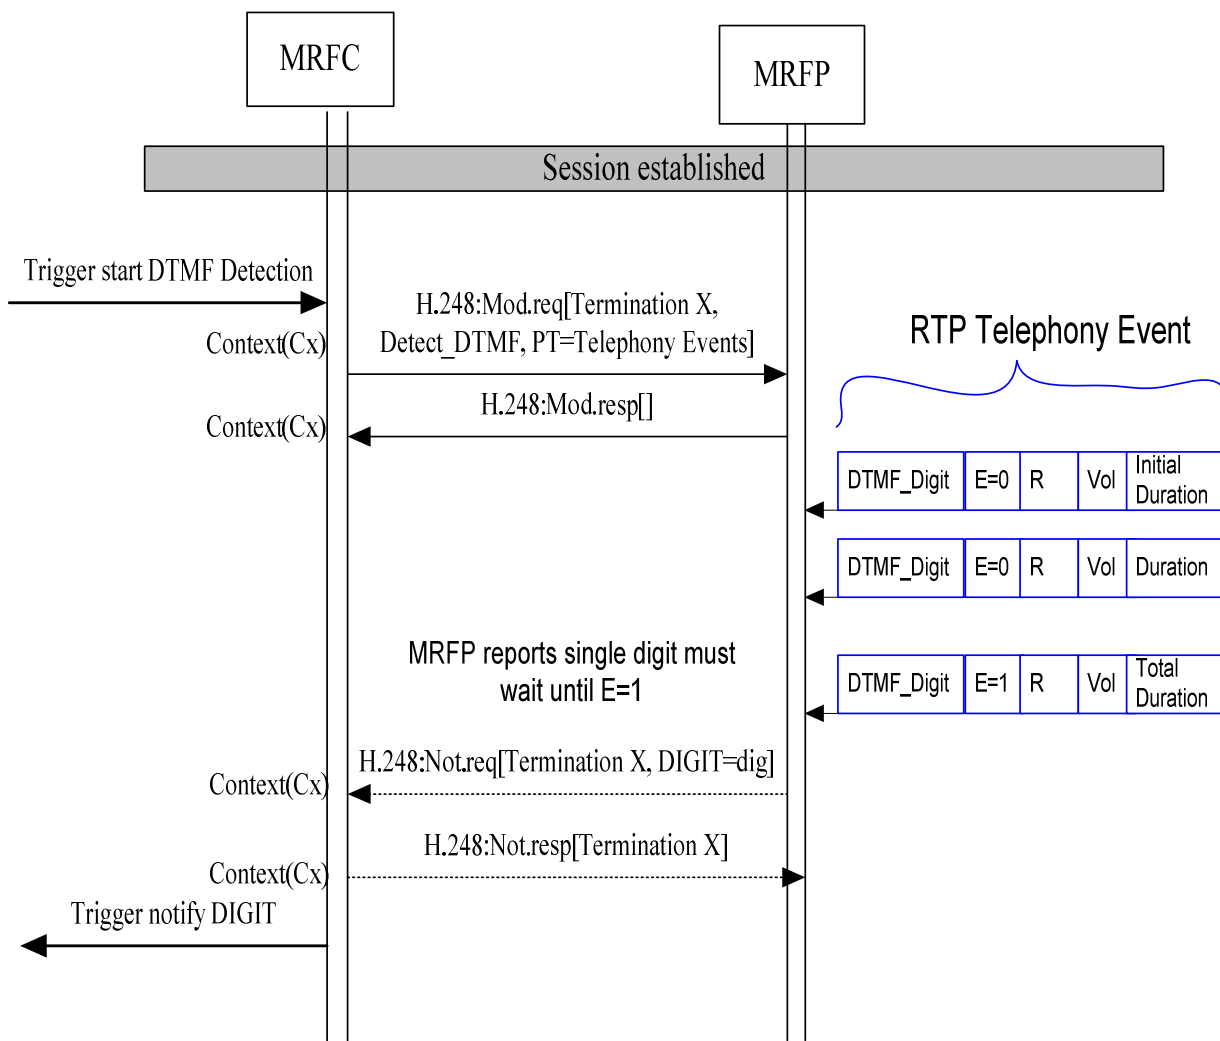 MRFC
MRFP
Session established
Trigger start DTMF Detection
H.248:Mod.req[Termination X,
Context(Cx)
Detect_DTMF, PT=Telephony Events]
RTP Telephony Event
H.248:Mod.resp[]
Context(Cx)
DTMF_Digit E=0 R Vol Initial
Duration
DTMF_Digit E=0 R Vol Duration
MRFP reports single digit must
wait until E=1
DTMF_Digit E=1 R Vol Total
Duration
H.248:Not.req[Termination X, DIGIT=dig]
Context(Cx)
H.248:Not.resp[Termination X]
Context(Cx)
Trigger notify DIGIT